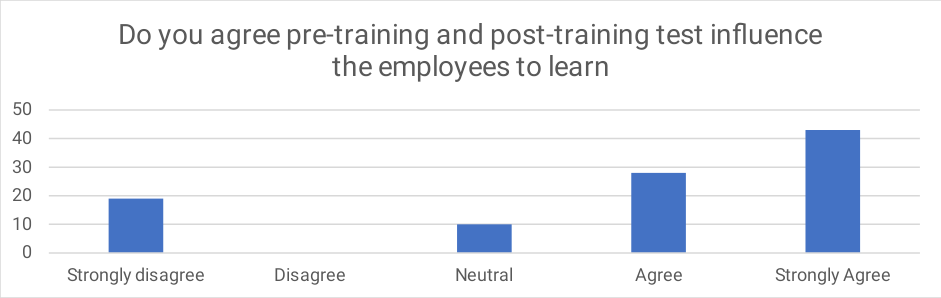 Do you agree pre-training and post-training test influence
the employees to learn
50
40
30
20
10
0
Strongly disagree Disagree Neutral Agree Strongly Agree